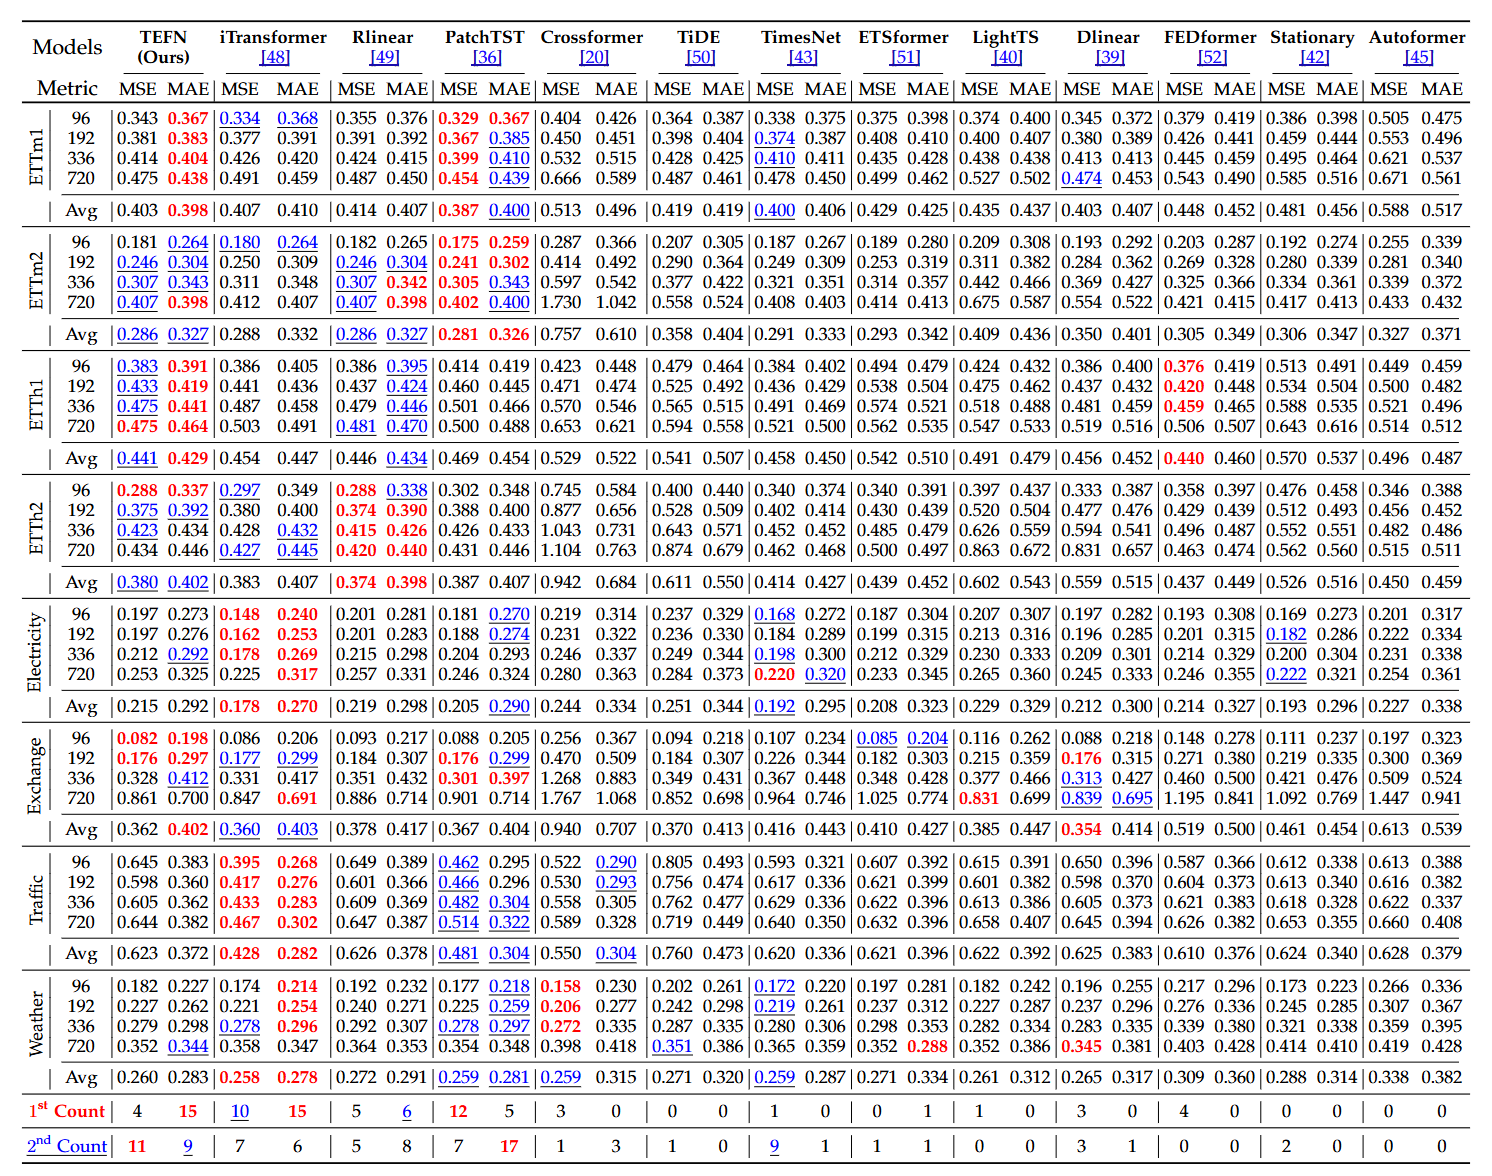 Models TEFN iTransformer Rlinear PatchTST Crossformer TiDE TimesNet ETSformer LightTS Dlinear FEDformer Stationary Autoformer
(Ours) [48] [49] [36] [20] [50] [43] [51] [40] [39] [52] [42] [45]
Metric MSE MAE MSE MAE MSE MAE MSE MAE MSE MAE MSE MAE MSE MAE MSE MAE MSE MAE MSE MAE MSE MAE MSE MAE MSE MAE
ETTm1
96 0.343 0.367 0.334 0.368 0.355 0.376 0.329 0.367 0.404 0.426 0.364 0.387 0.338 0.375 0.375 0.398 0.374 0.400 0.345 0.372 0.379 0.419 0.386 0.398 0.505 0.475
192 0.381 0.383 0.377 0.391 0.391 0.392 0.367 0.385 0.450 0.451 0.398 0.404 0.374 0.387 0.408 0.410 0.400 0.407 0.380 0.389 0.426 0.441 0.459 0.444 0.553 0.496
336 0.414 0.404 0.426 0.420 0.424 0.415 0.399 0.410 0.532 0.515 0.428 0.425 0.410 0.411 0.435 0.428 0.438 0.438 0.413 0.413 0.445 0.459 0.495 0.464 0.621 0.537
720 0.475 0.438 0.491 0.459 0.487 0.450 0.454 0.439 0.666 0.589 0.487 0.461 0.478 0.450 0.499 0.462 0.527 0.502 0.474 0.453 0.543 0.490 0.585 0.516 0.671 0.561
Avg 0.403 0.398 0.407 0.410 0.414 0.407 0.387 0.400 0.513 0.496 0.419 0.419 0.400 0.406 0.429 0.425 0.435 0.437 0.403 0.407 0.448 0.452 0.481 0.456 0.588 0.517
ETTm2
96 0.181 0.264 0.180 0.264 0.182 0.265 0.175 0.259 0.287 0.366 0.207 0.305 0.187 0.267 0.189 0.280 0.209 0.308 0.193 0.292 0.203 0.287 0.192 0.274 0.255 0.339
192 0.246 0.304 0.250 0.309 0.246 0.304 0.241 0.302 0.414 0.492 0.290 0.364 0.249 0.309 0.253 0.319 0.311 0.382 0.284 0.362 0.269 0.328 0.280 0.339 0.281 0.340
336 0.307 0.343 0.311 0.348 0.307 0.342 0.305 0.343 0.597 0.542 0.377 0.422 0.321 0.351 0.314 0.357 0.442 0.466 0.369 0.427 0.325 0.366 0.334 0.361 0.339 0.372
720 0.407 0.398 0.412 0.407 0.407 0.398 0.402 0.400 1.730 1.042 0.558 0.524 0.408 0.403 0.414 0.413 0.675 0.587 0.554 0.522 0.421 0.415 0.417 0.413 0.433 0.432
Avg 0.286 0.327 0.288 0.332 0.286 0.327 0.281 0.326 0.757 0.610 0.358 0.404 0.291 0.333 0.293 0.342 0.409 0.436 0.350 0.401 0.305 0.349 0.306 0.347 0.327 0.371
ETTh1
96 0.383 0.391 0.386 0.405 0.386 0.395 0.414 0.419 0.423 0.448 0.479 0.464 0.384 0.402 0.494 0.479 0.424 0.432 0.386 0.400 0.376 0.419 0.513 0.491 0.449 0.459
192 0.433 0.419 0.441 0.436 0.437 0.424 0.460 0.445 0.471 0.474 0.525 0.492 0.436 0.429 0.538 0.504 0.475 0.462 0.437 0.432 0.420 0.448 0.534 0.504 0.500 0.482
336 0.475 0.441 0.487 0.458 0.479 0.446 0.501 0.466 0.570 0.546 0.565 0.515 0.491 0.469 0.574 0.521 0.518 0.488 0.481 0.459 0.459 0.465 0.588 0.535 0.521 0.496
720 0.475 0.464 0.503 0.491 0.481 0.470 0.500 0.488 0.653 0.621 0.594 0.558 0.521 0.500 0.562 0.535 0.547 0.533 0.519 0.516 0.506 0.507 0.643 0.616 0.514 0.512
Avg 0.441 0.429 0.454 0.447 0.446 0.434 0.469 0.454 0.529 0.522 0.541 0.507 0.458 0.450 0.542 0.510 0.491 0.479 0.456 0.452 0.440 0.460 0.570 0.537 0.496 0.487
ETTh2
96 0.288 0.337 0.297 0.349 0.288 0.338 0.302 0.348 0.745 0.584 0.400 0.440 0.340 0.374 0.340 0.391 0.397 0.437 0.333 0.387 0.358 0.397 0.476 0.458 0.346 0.388
192 0.375 0.392 0.380 0.400 0.374 0.390 0.388 0.400 0.877 0.656 0.528 0.509 0.402 0.414 0.430 0.439 0.520 0.504 0.477 0.476 0.429 0.439 0.512 0.493 0.456 0.452
336 0.423 0.434 0.428 0.432 0.415 0.426 0.426 0.433 1.043 0.731 0.643 0.571 0.452 0.452 0.485 0.479 0.626 0.559 0.594 0.541 0.496 0.487 0.552 0.551 0.482 0.486
720 0.434 0.446 0.427 0.445 0.420 0.440 0.431 0.446 1.104 0.763 0.874 0.679 0.462 0.468 0.500 0.497 0.863 0.672 0.831 0.657 0.463 0.474 0.562 0.560 0.515 0.511
Avg 0.380 0.402 0.383 0.407 0.374 0.398 0.387 0.407 0.942 0.684 0.611 0.550 0.414 0.427 0.439 0.452 0.602 0.543 0.559 0.515 0.437 0.449 0.526 0.516 0.450 0.459
Electricity
96 0.197 0.273 0.148 0.240 0.201 0.281 0.181 0.270 0.219 0.314 0.237 0.329 0.168 0.272 0.187 0.304 0.207 0.307 0.197 0.282 0.193 0.308 0.169 0.273 0.201 0.317
192 0.197 0.276 0.162 0.253 0.201 0.283 0.188 0.274 0.231 0.322 0.236 0.330 0.184 0.289 0.199 0.315 0.213 0.316 0.196 0.285 0.201 0.315 0.182 0.286 0.222 0.334
336 0.212 0.292 0.178 0.269 0.215 0.298 0.204 0.293 0.246 0.337 0.249 0.344 0.198 0.300 0.212 0.329 0.230 0.333 0.209 0.301 0.214 0.329 0.200 0.304 0.231 0.338
720 0.253 0.325 0.225 0.317 0.257 0.331 0.246 0.324 0.280 0.363 0.284 0.373 0.220 0.320 0.233 0.345 0.265 0.360 0.245 0.333 0.246 0.355 0.222 0.321 0.254 0.361
Avg 0.215 0.292 0.178 0.270 0.219 0.298 0.205 0.290 0.244 0.334 0.251 0.344 0.192 0.295 0.208 0.323 0.229 0.329 0.212 0.300 0.214 0.327 0.193 0.296 0.227 0.338
Exchange
96 0.082 0.198 0.086 0.206 0.093 0.217 0.088 0.205 0.256 0.367 0.094 0.218 0.107 0.234 0.085 0.204 0.116 0.262 0.088 0.218 0.148 0.278 0.111 0.237 0.197 0.323
192 0.176 0.297 0.177 0.299 0.184 0.307 0.176 0.299 0.470 0.509 0.184 0.307 0.226 0.344 0.182 0.303 0.215 0.359 0.176 0.315 0.271 0.380 0.219 0.335 0.300 0.369
336 0.328 0.412 0.331 0.417 0.351 0.432 0.301 0.397 1.268 0.883 0.349 0.431 0.367 0.448 0.348 0.428 0.377 0.466 0.313 0.427 0.460 0.500 0.421 0.476 0.509 0.524
720 0.861 0.700 0.847 0.691 0.886 0.714 0.901 0.714 1.767 1.068 0.852 0.698 0.964 0.746 1.025 0.774 0.831 0.699 0.839 0.695 1.195 0.841 1.092 0.769 1.447 0.941
Avg 0.362 0.402 0.360 0.403 0.378 0.417 0.367 0.404 0.940 0.707 0.370 0.413 0.416 0.443 0.410 0.427 0.385 0.447 0.354 0.414 0.519 0.500 0.461 0.454 0.613 0.539
Traffic
96 0.645 0.383 0.395 0.268 0.649 0.389 0.462 0.295 0.522 0.290 0.805 0.493 0.593 0.321 0.607 0.392 0.615 0.391 0.650 0.396 0.587 0.366 0.612 0.338 0.613 0.388
192 0.598 0.360 0.417 0.276 0.601 0.366 0.466 0.296 0.530 0.293 0.756 0.474 0.617 0.336 0.621 0.399 0.601 0.382 0.598 0.370 0.604 0.373 0.613 0.340 0.616 0.382
336 0.605 0.362 0.433 0.283 0.609 0.369 0.482 0.304 0.558 0.305 0.762 0.477 0.629 0.336 0.622 0.396 0.613 0.386 0.605 0.373 0.621 0.383 0.618 0.328 0.622 0.337
720 0.644 0.382 0.467 0.302 0.647 0.387 0.514 0.322 0.589 0.328 0.719 0.449 0.640 0.350 0.632 0.396 0.658 0.407 0.645 0.394 0.626 0.382 0.653 0.355 0.660 0.408
Avg 0.623 0.372 0.428 0.282 0.626 0.378 0.481 0.304 0.550 0.304 0.760 0.473 0.620 0.336 0.621 0.396 0.622 0.392 0.625 0.383 0.610 0.376 0.624 0.340 0.628 0.379
Weather
96 0.182 0.227 0.174 0.214 0.192 0.232 0.177 0.218 0.158 0.230 0.202 0.261 0.172 0.220 0.197 0.281 0.182 0.242 0.196 0.255 0.217 0.296 0.173 0.223 0.266 0.336
192 0.227 0.262 0.221 0.254 0.240 0.271 0.225 0.259 0.206 0.277 0.242 0.298 0.219 0.261 0.237 0.312 0.227 0.287 0.237 0.296 0.276 0.336 0.245 0.285 0.307 0.367
336 0.279 0.298 0.278 0.296 0.292 0.307 0.278 0.297 0.272 0.335 0.287 0.335 0.280 0.306 0.298 0.353 0.282 0.334 0.283 0.335 0.339 0.380 0.321 0.338 0.359 0.395
720 0.352 0.344 0.358 0.347 0.364 0.353 0.354 0.348 0.398 0.418 0.351 0.386 0.365 0.359 0.352 0.288 0.352 0.386 0.345 0.381 0.403 0.428 0.414 0.410 0.419 0.428
Avg 0.260 0.283 0.258 0.278 0.272 0.291 0.259 0.281 0.259 0.315 0.271 0.320 0.259 0.287 0.271 0.334 0.261 0.312 0.265 0.317 0.309 0.360 0.288 0.314 0.338 0.382
1st Count 4 15 10 15 5 6 12 5 3 0 0 0 1 0 0 1 1 0 3 0 4 0 0 0 0 0
2nd Count 11 9 7 6 5 8 7 17 1 3 1 0 9 1 1 1 0 0 3 1 0 0 2 0 0 0